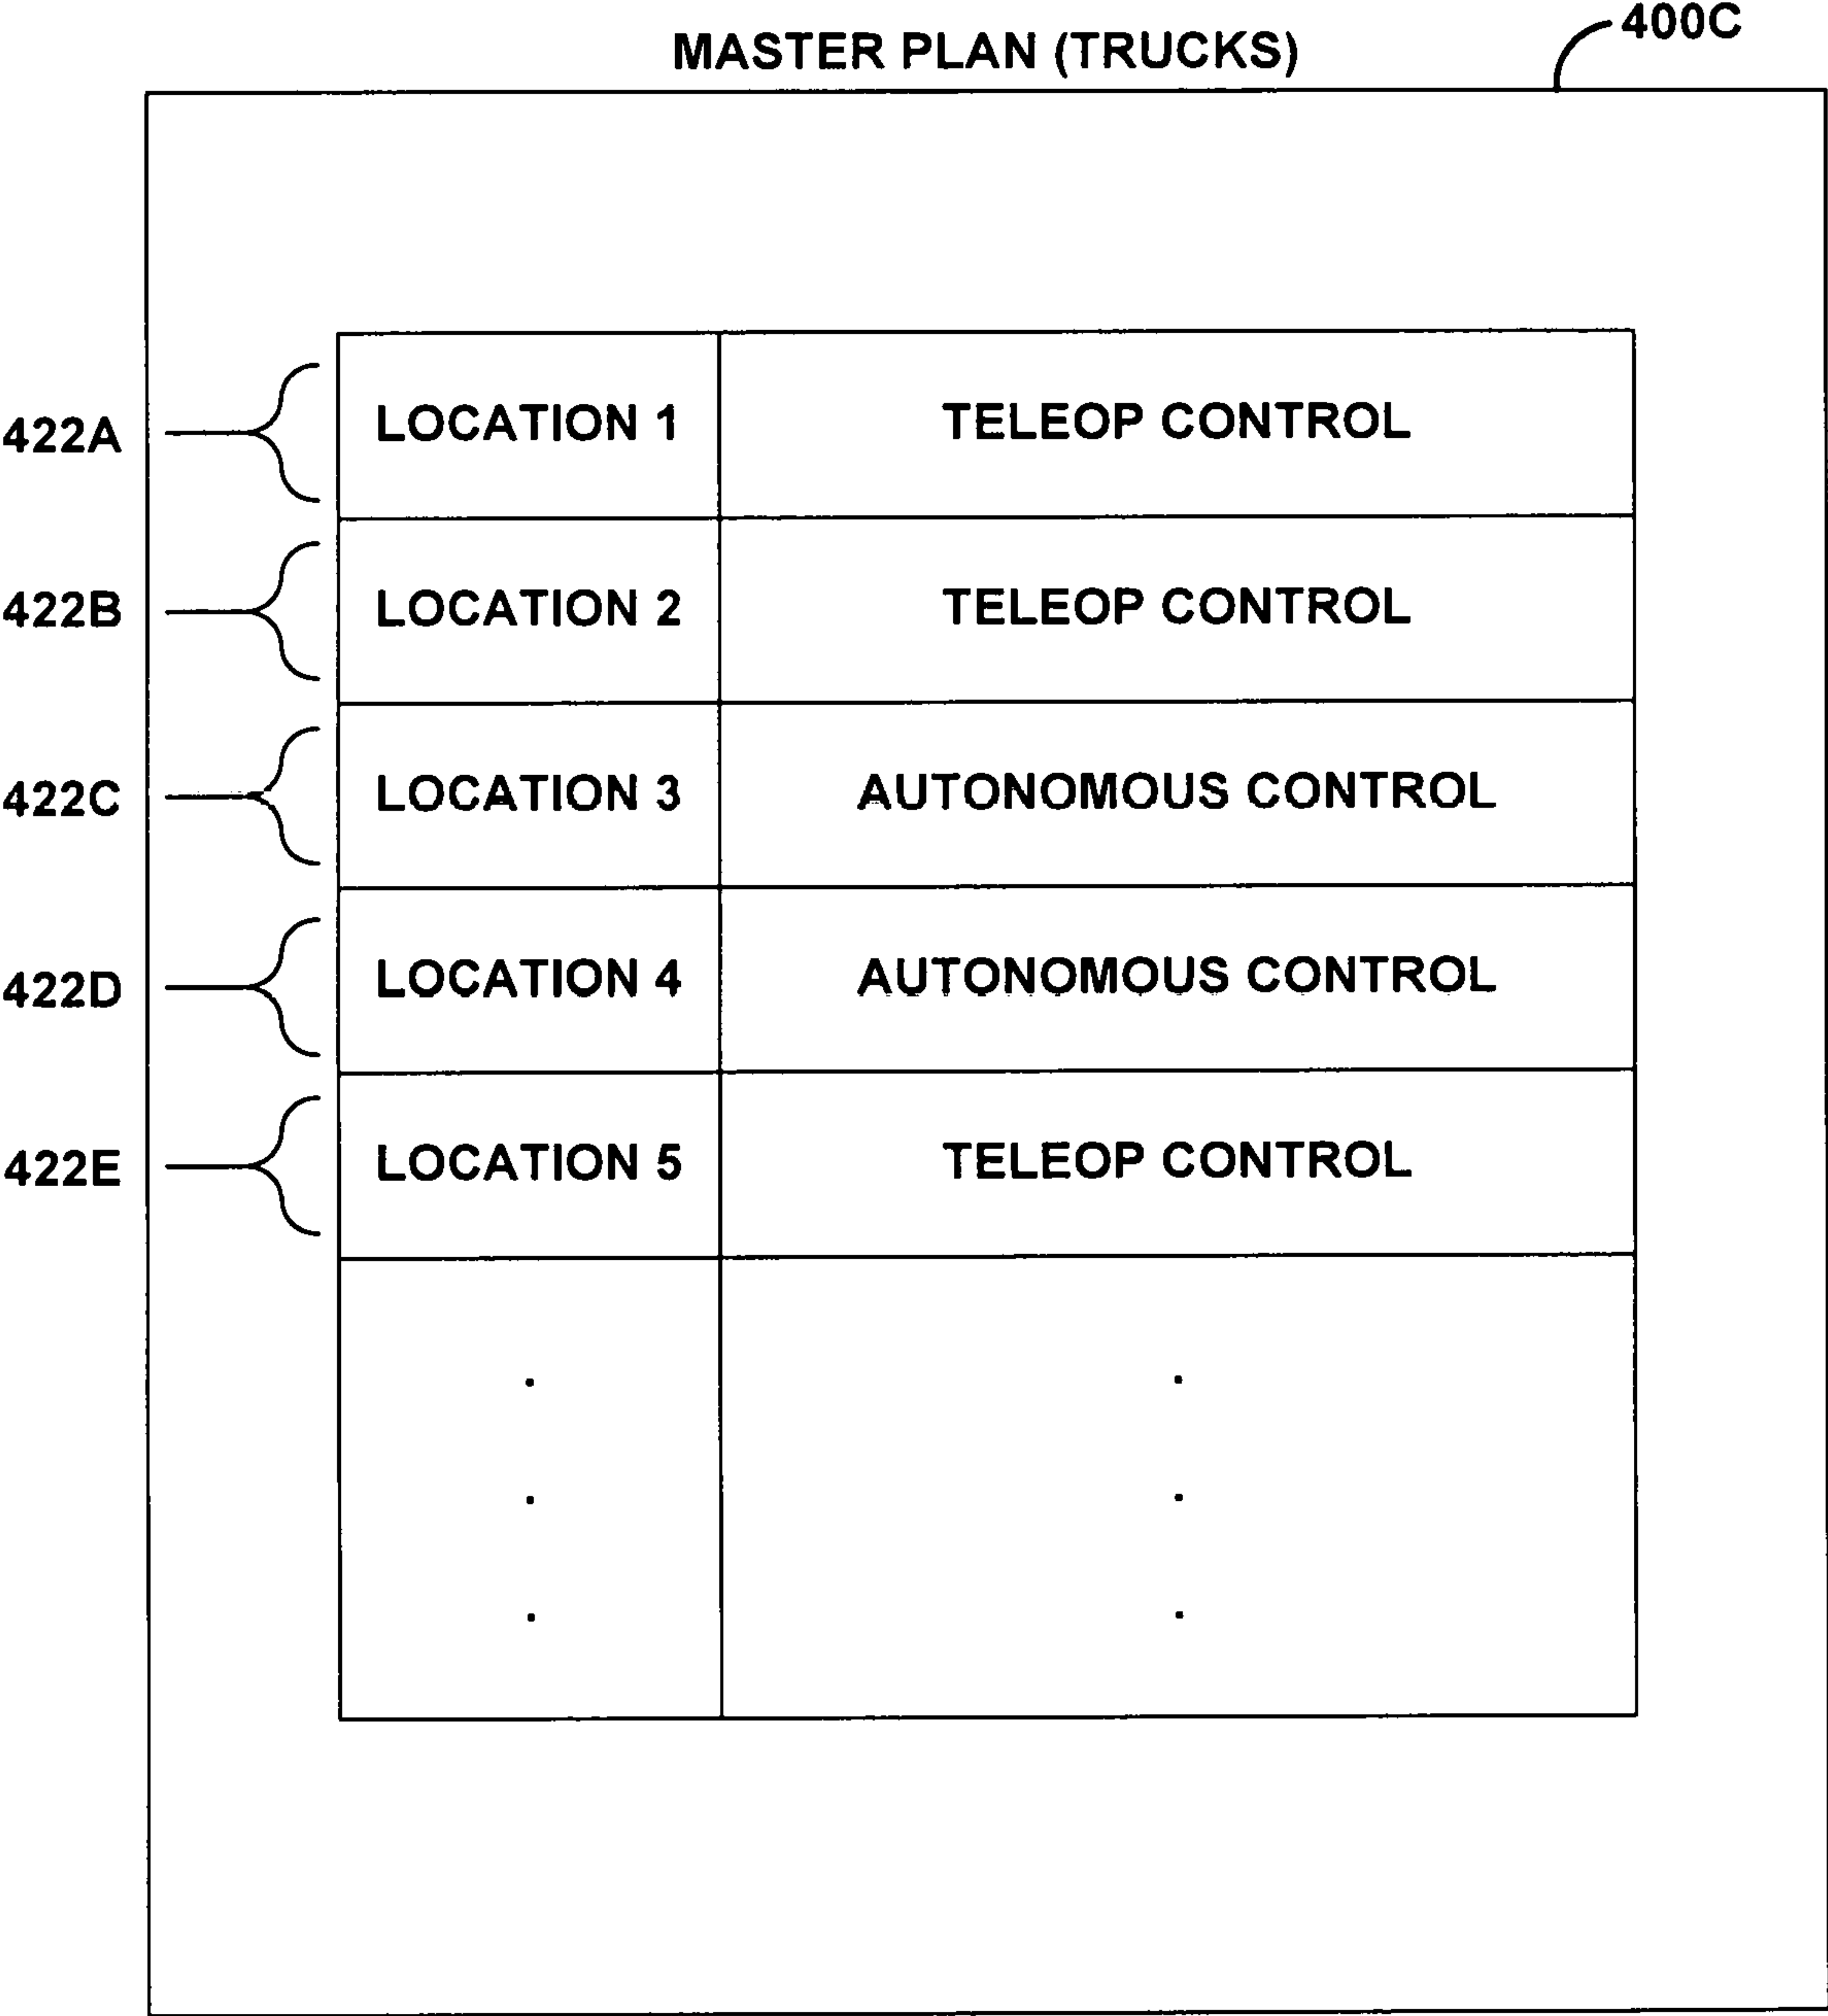 400C
MASTER PLAN (TRUCKS)
422A LOCATION 1 TELEOP CONTROL
422B LOCATION 2 TELEOP CONTROL
422C LOCATION 3 AUTONOMOUS CONTROL
422D LOCATION 4 AUTONOMOUS CONTROL
422E LOCATION 5 TELEOP CONTROL